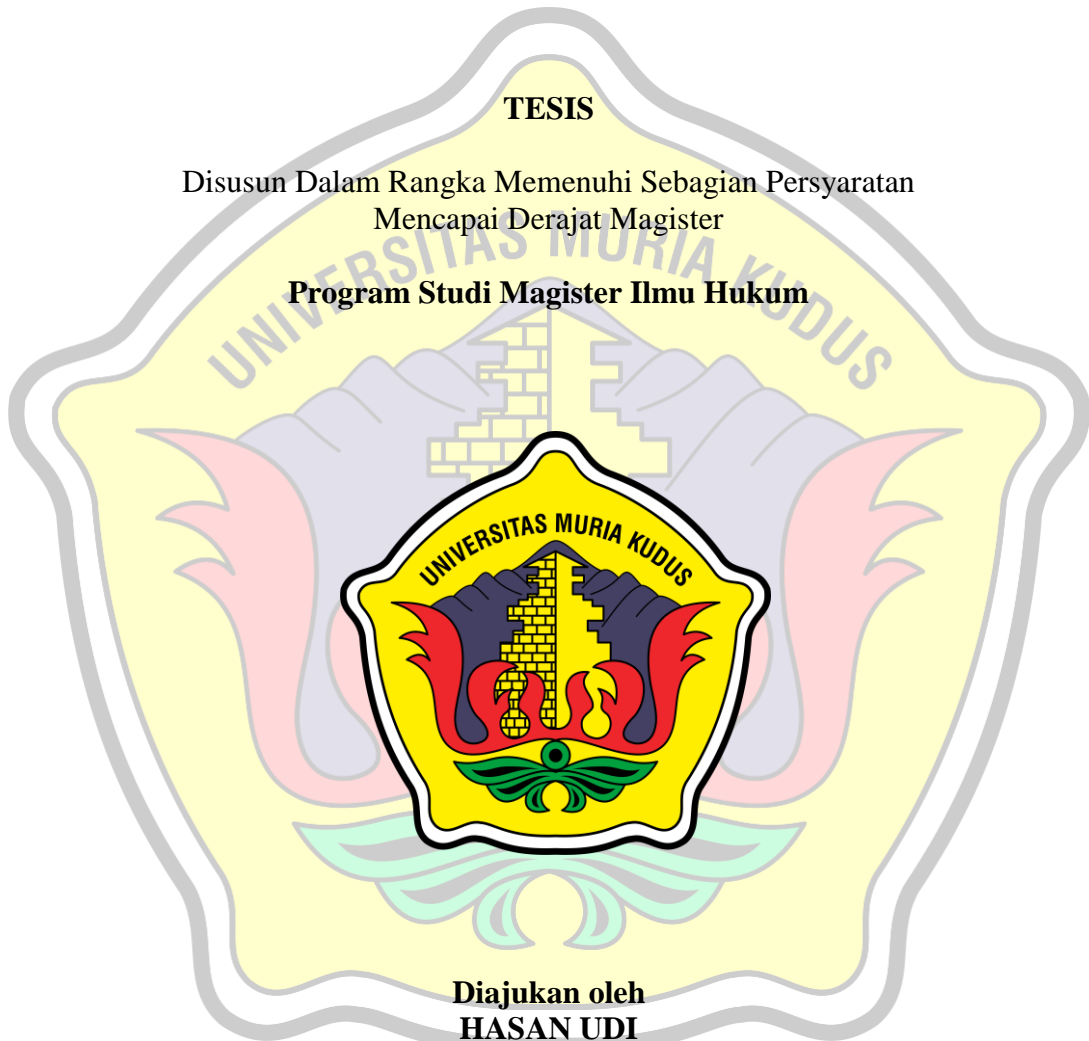 TESIS
Disusun Dalam Rangka Memenuhi Sebagian Persyaratan
Mencapai Derajat Magister
UNIVERSITAS MURIA KUDUS
Program Studi Magister Ilmu Hukum
UNIVERSITAS MURIA KUDUS
Diajukan oleh
HASAN UDI